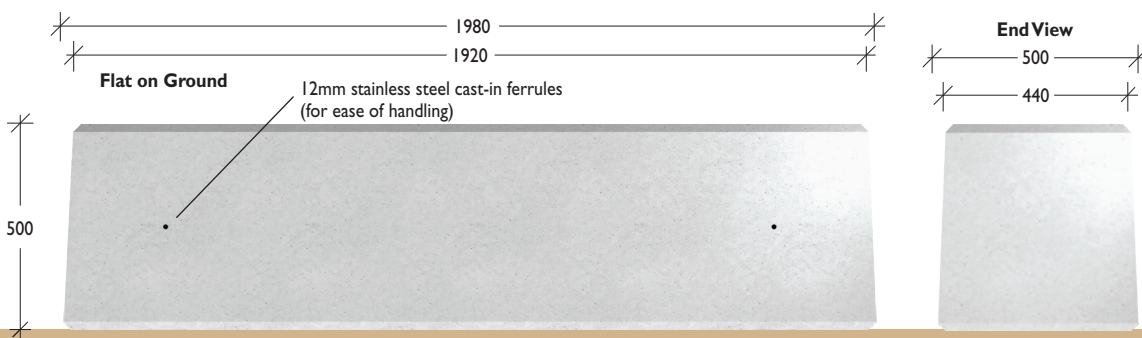 1980
1920
Flat on Ground
12mm stainless steel cast-in ferrules
(for ease of handling)
500
End View
500
440